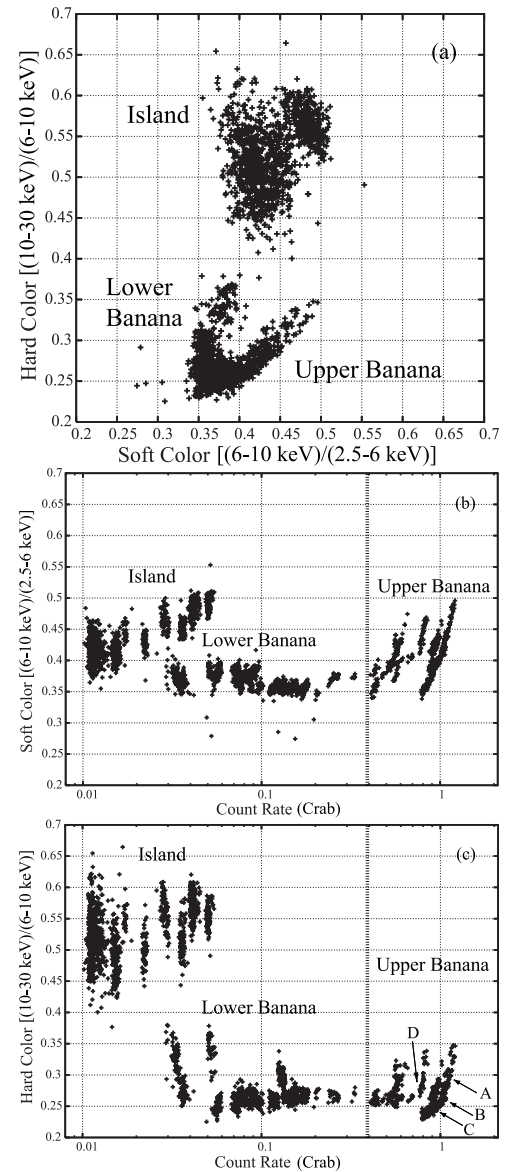 0.7
(a)
0.65
0.6
Island
0.55
0.5
0.45
0.4
Lower
Banana
0.35
0.3
Upper Banana
0.25
0.2
0.2 0.25 0.3 0.35 0.4 0.45 0.5 0.55 0.6 0.65 0.7
Hard Color [(10-30 keV)/(6-10 keV)]
Soft Color [(6-10 keV)/(2.5-6 keV)]
0.7
(b)
0.65
0.6
Island
Upper Banana
0.55
0.5
Lower Banana
0.45
0.4
0.35
0.3
0.25
0.2
0.01 0.1 1
Soft Color [(6-10 keV)/(2.5-6 keV)]
Count Rate (Crab)
0.7
Island
(c)
0.65
0.6
0.55
0.5
Upper Banana
0.45
0.4
Lower Banana
0.35
D
0.3
A
0.25
B
C
0.2
0.01 0.1 1
Hard Color [(10-30 keV)/(6-10 keV)]
Count Rate (Crab)